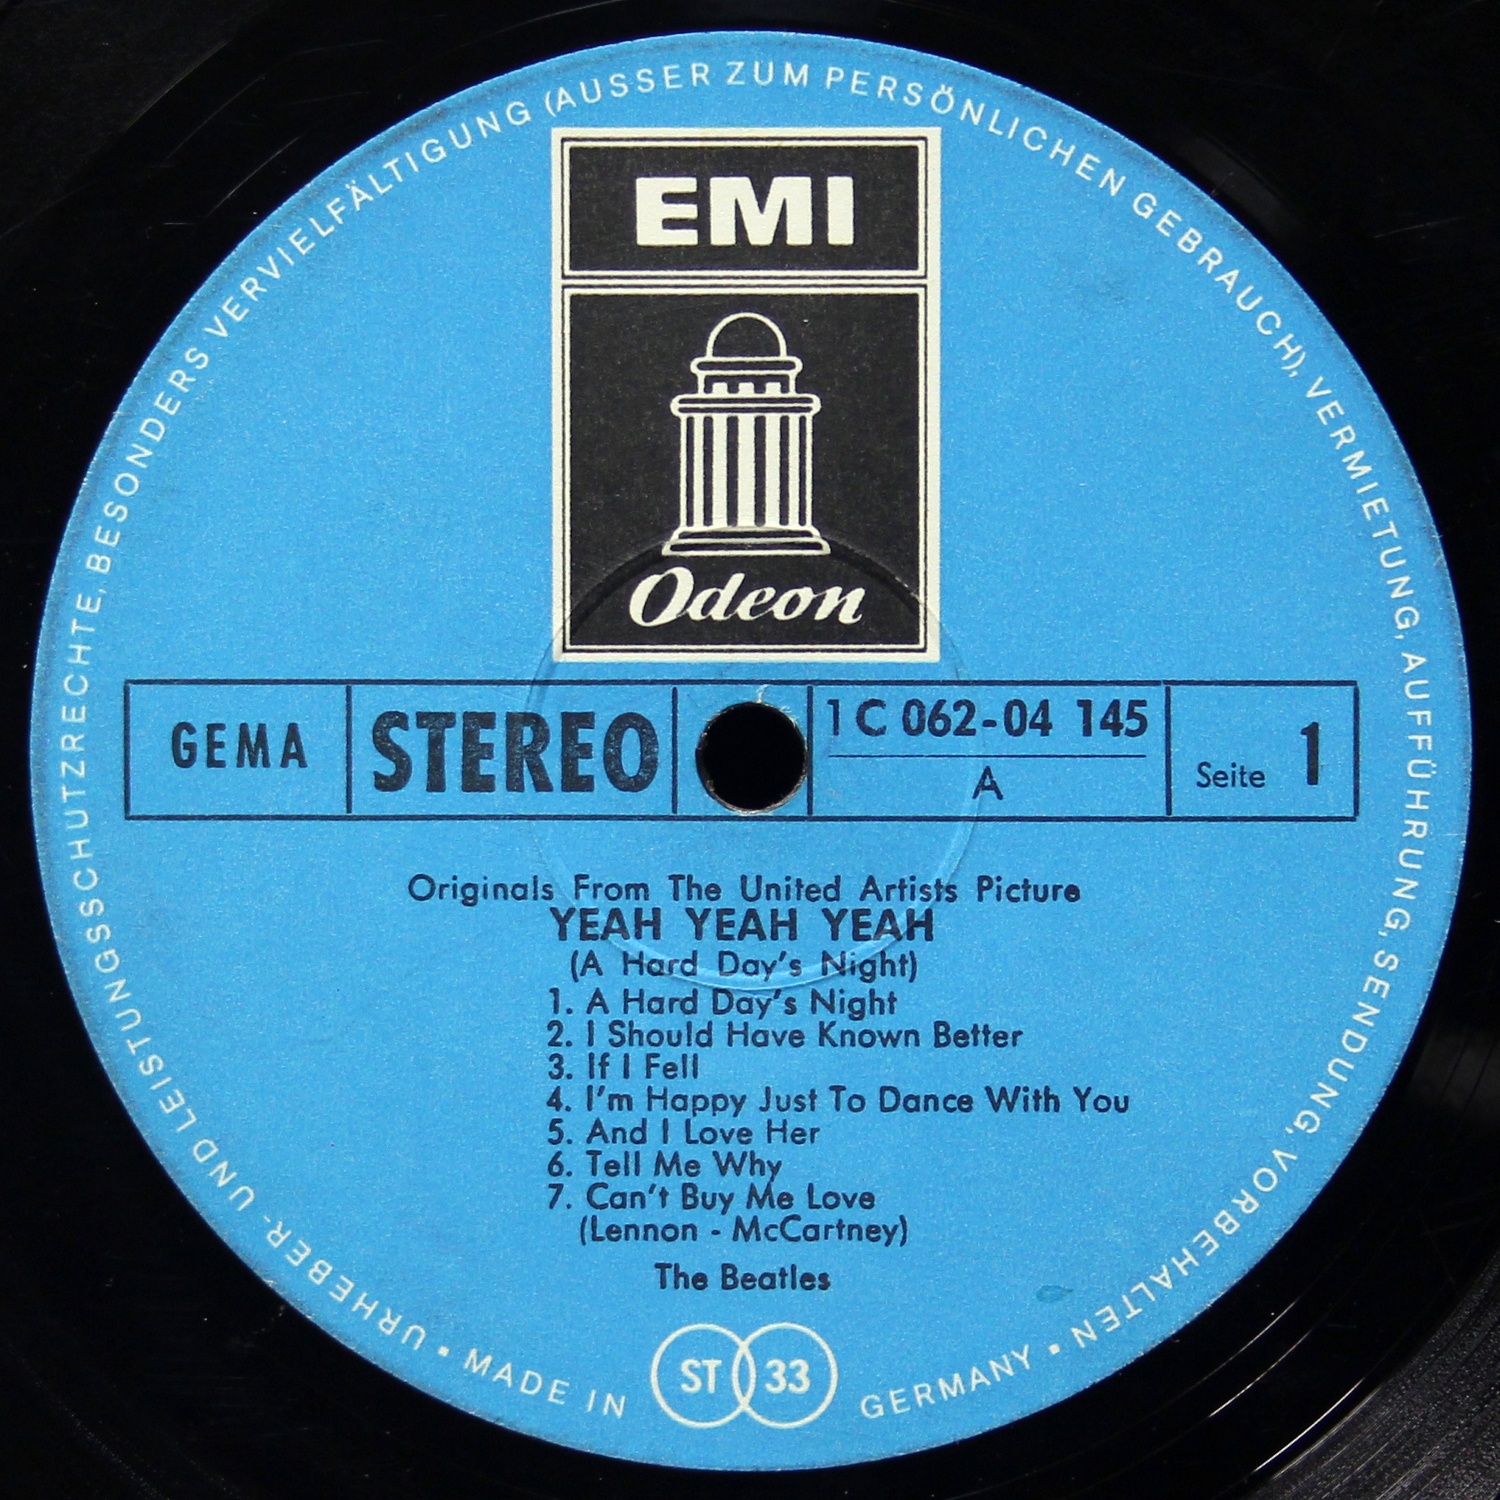 EMI
Odeon
GEMA
STEREO
1 C 062-04 145
A
Seite 1
Originals From The United Artists Picture
YEAH YEAH YEAH
(A Hard Day's Night)
1. A Hard Day's Night
2. I Should Have Known Better
3. If I Fell
4. I'm Happy Just To Dance With You
5. And I Love Her
6. Tell Me Why
7. Can't Buy Me Love
(Lennon - McCartney)
The Beatles
ST 33
URHEBER- UND LEISTUNGSSCHUTZRECHTE, BESONDERS VERVIELFÄLTIGUNG (AUSSER ZUM PERSÖNLICHEN GEBRAUCH), VERMIETUNG, AUFFÜHRUNG, SENDUNG, VORBEHALTEN
• MADE IN GERMANY •